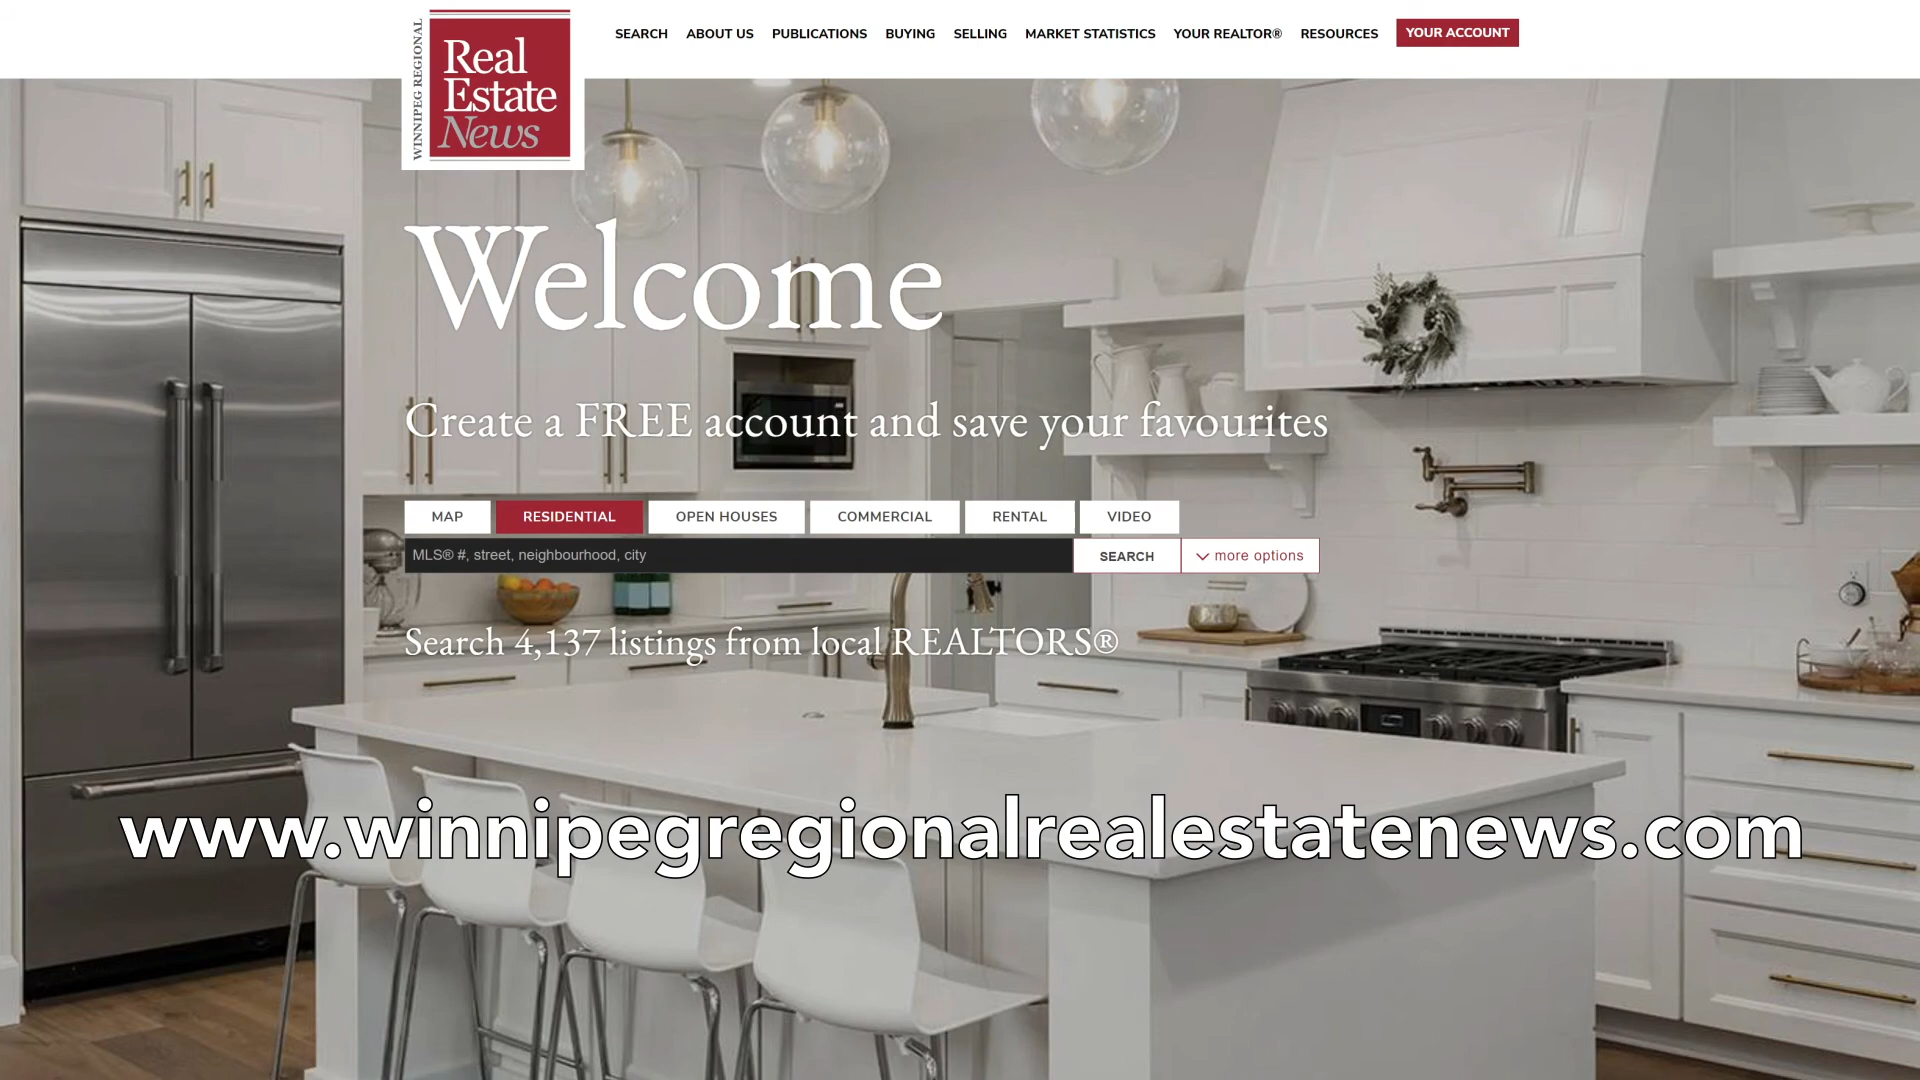 WINNIPEG REGIONAL
Real
Estate
News
SEARCH ABOUT US PUBLICATIONS BUYING SELLING MARKET STATISTICS YOUR REALTOR® RESOURCES YOUR ACCOUNT
Welcome
Create a FREE account and save your favourites
MAP RESIDENTIAL OPEN HOUSES COMMERCIAL RENTAL VIDEO
MLS® #, street, neighbourhood, city SEARCH more options
Search 4,137 listings from local REALTORS®
www.winnipegregionalrealestatenews.com